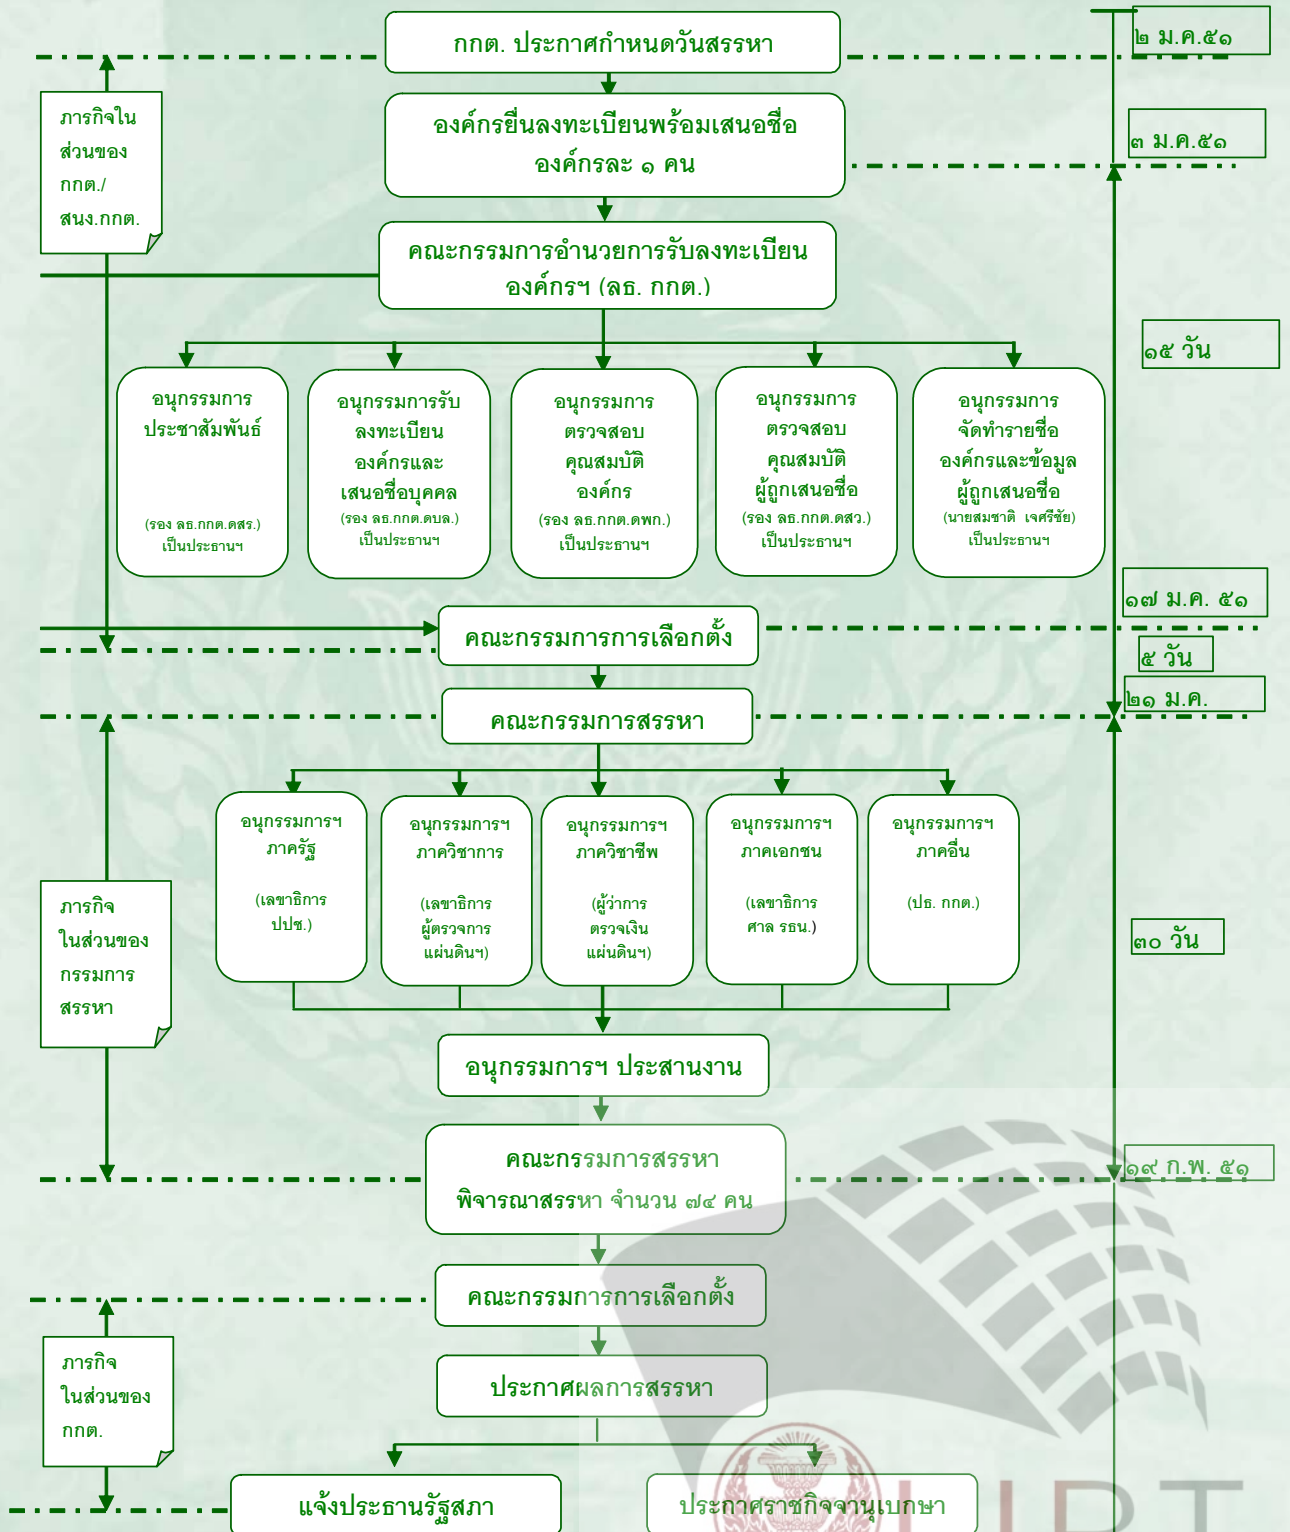 กกต. ประกาศกำหนดวันสรรหา
๒ ม.ค.๕๑
ภารกิจใน
ส่วนของ
กกต./
สนง.กกต.
องค์กรยื่นลงทะเบียนพร้อมเสนอชื่อ
องค์กรละ ๑ คน
๓ ม.ค.๕๑
คณะกรรมการอำนวยการรับลงทะเบียน
องค์กรฯ (ลธ. กกต.)
๑๕ วัน
อนุกรรมการ
ประชาสัมพันธ์
(รอง ลธ.กกต.ดสร.)
เป็นประธานฯ
อนุกรรมการรับ
ลงทะเบียน
องค์กรและ
เสนอชื่อบุคคล
(รอง ลธ.กกต.ดบล.)
เป็นประธานฯ
อนุกรรมการ
ตรวจสอบ
คุณสมบัติ
องค์กร
(รอง ลธ.กกต.ดพก.)
เป็นประธานฯ
อนุกรรมการ
ตรวจสอบ
คุณสมบัติ
ผู้ถูกเสนอชื่อ
(รอง ลธ.กกต.ดสว.)
เป็นประธานฯ
อนุกรรมการ
จัดทำรายชื่อ
องค์กรและข้อมูล
ผู้ถูกเสนอชื่อ
(นายสมชาติ เจศรีชัย)
เป็นประธานฯ
๑๗ ม.ค. ๕๑
คณะกรรมการการเลือกตั้ง
๕ วัน
๒๑ ม.ค.
คณะกรรมการสรรหา
อนุกรรมการฯ
ภาครัฐ
(เลขาธิการ
ปปช.)
อนุกรรมการฯ
ภาควิชาการ
(เลขาธิการ
ผู้ตรวจการ
แผ่นดินฯ)
อนุกรรมการฯ
ภาควิชาชีพ
(ผู้ว่าการ
ตรวจเงิน
แผ่นดินฯ)
อนุกรรมการฯ
ภาคเอกชน
(เลขาธิการ
ศาล รธน.)
อนุกรรมการฯ
ภาคอื่น
(ปธ. กกต.)
ภารกิจ
ในส่วนของ
กรรมการ
สรรหา
๓๐ วัน
อนุกรรมการฯ ประสานงาน
คณะกรรมการสรรหา
พิจารณาสรรหา จำนวน ๗๔ คน
๑๙ ก.พ. ๕๑
คณะกรรมการการเลือกตั้ง
ภารกิจ
ในส่วนของ
กกต.
ประกาศผลการสรรหา
แจ้งประธานรัฐสภา
ประกาศราชกิจจานุเบกษา